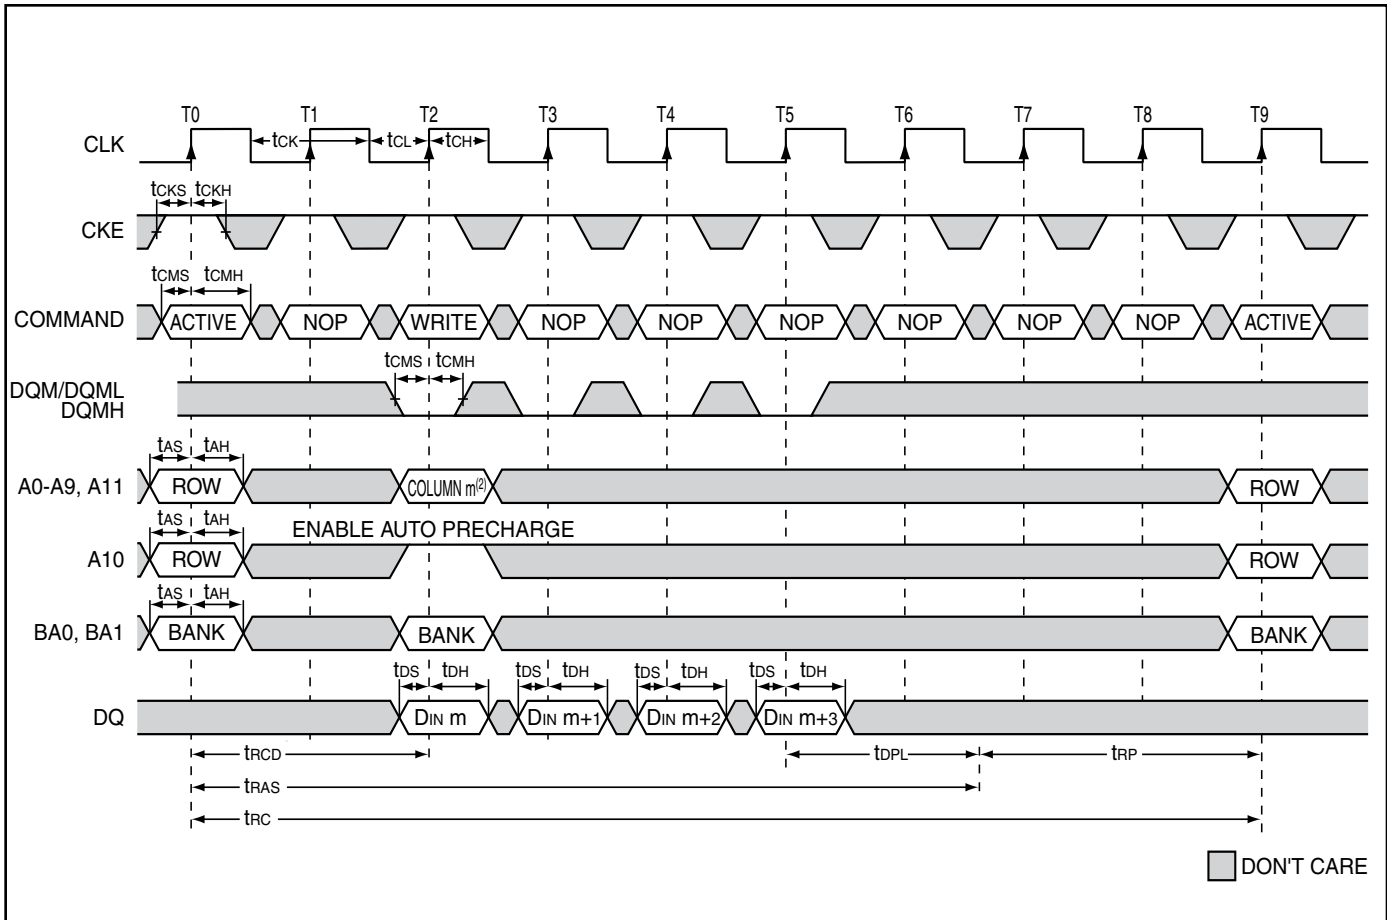 T0 T1 T2 T3 T4 T5 T6 T7 T8 T9
CLK tCK tCL tCH
tCKS tCKH
CKE
tCMS tCMH
COMMAND ACTIVE NOP WRITE NOP NOP NOP NOP NOP NOP ACTIVE
tCMS tCMH
DQM/DQML
DQMH
tAS tAH
A0-A9, A11 ROW COLUMN m(2) ROW
tAS tAH ENABLE AUTO PRECHARGE
A10 ROW ROW
tAS tAH
BA0, BA1 BANK BANK BANK
tDS tDH tDS tDH tDS tDH tDS tDH
DQ DIN m DIN m+1 DIN m+2 DIN m+3
tRCD tDPL tRP
tRAS
tRC
DON'T CARE